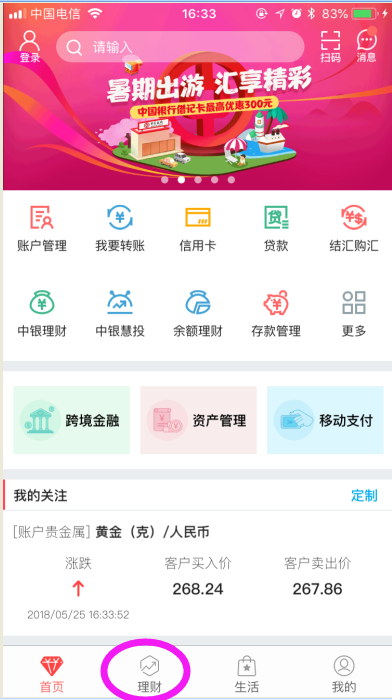 中国电信
16:33
83%
登录
请输入
扫码
消息
暑期出游 汇享精彩
中国银行借记卡最高优惠300元
账户管理
我要转账
信用卡
贷款
结汇购汇
中银理财
中银慧投
余额理财
存款管理
更多
跨境金融
资产管理
移动支付
我的关注
定制
[账户贵金属] 黄金（克）/人民币
涨跌
客户买入价
客户卖出价
268.24
267.86
2018/05/25 16:33:52
首页
理财
生活
我的